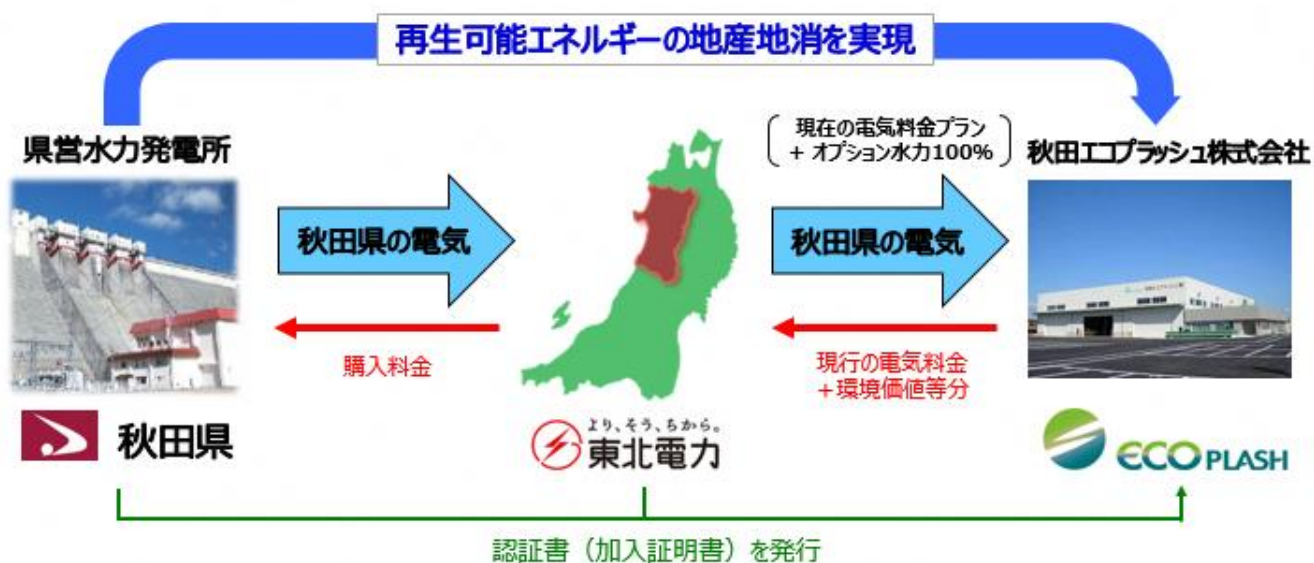 再生可能エネルギーの地産地消を実現
県営水力発電所
現在の電気料金プラン
+ オプション水力100%
秋田エコプラッシュ株式会社
秋田県の電気
秋田県の電気
購入料金
現行の電気料金
+環境価値等分
秋田県
より、そう、ちから。
東北電力
ECO PLASH
認証書（加入証明書）を発行